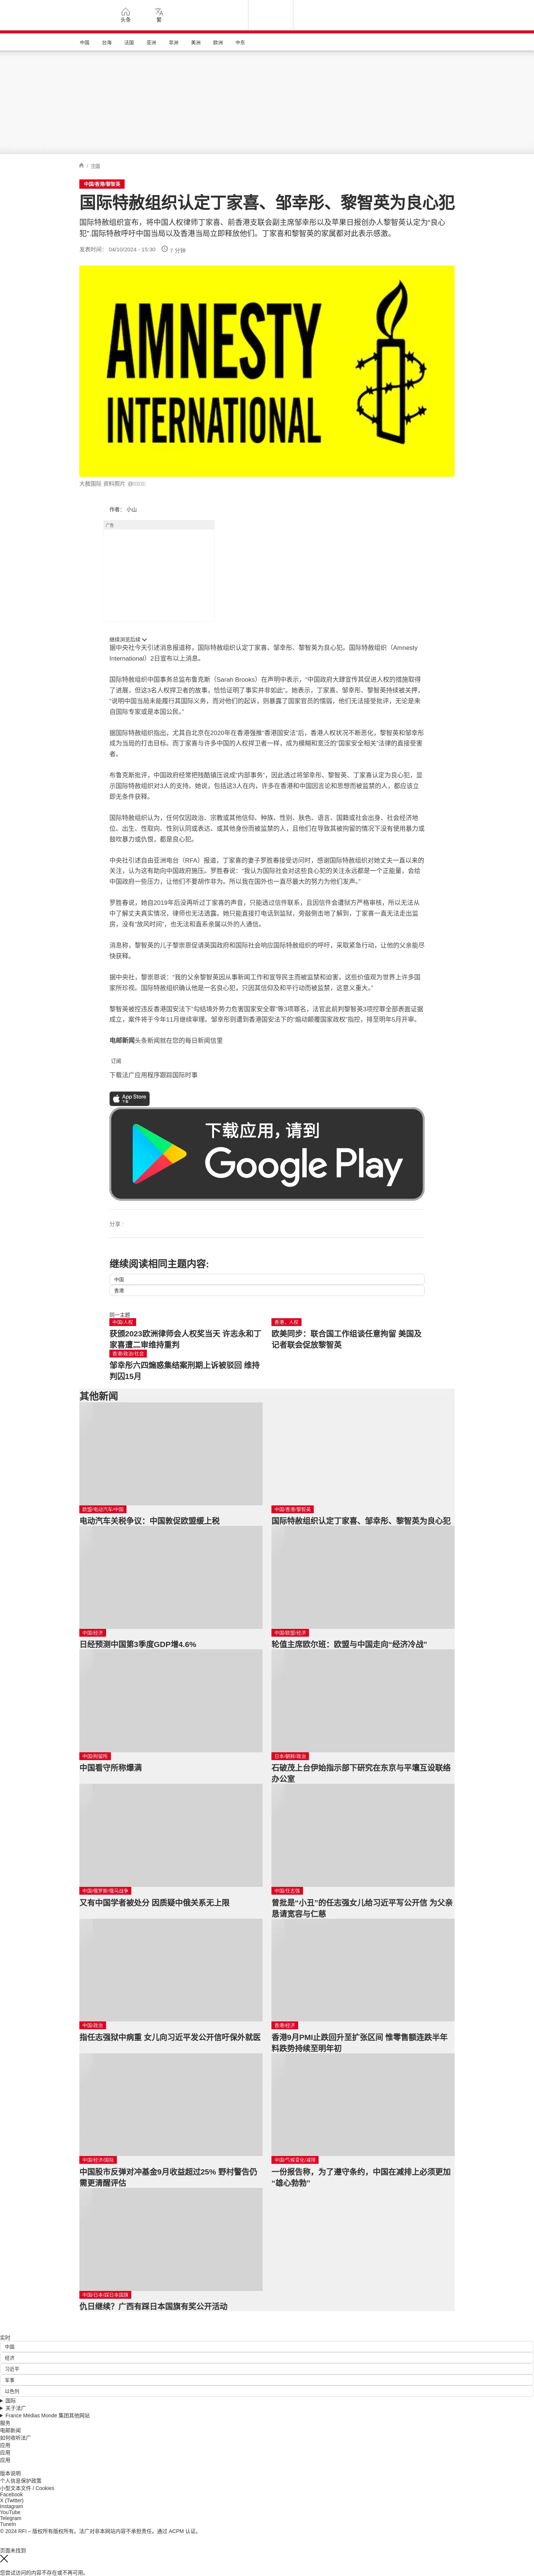 头条
繁
中国
台海
法国
亚洲
非洲
美洲
欧洲
中东
/ 中国
中国/香港/黎智英
国际特赦组织认定丁家喜、邹幸彤、黎智英为良心犯
国际特赦组织宣布，将中国人权律师丁家喜、前香港支联会副主席邹幸彤以及苹果日报创办人黎智英认定为“良心
犯”.国际特赦呼吁中国当局以及香港当局立即释放他们。丁家喜和黎智英的家属都对此表示感激。
发表时间： 04/10/2024 - 15:30
7 分钟
AMNESTY
INTERNATIONAL
大赦国际 资料照片
作者： 小山
广告
继续浏览后续
据中央社今天引述消息报道称，国际特赦组织认定丁家喜、邹幸彤、黎智英为良心犯。国际特赦组织（Amnesty
International）2日宣布以上消息。
国际特赦组织中国事务总监布鲁克斯（Sarah Brooks）在声明中表示，“中国政府大肆宣传其促进人权的措施取得
了进展，但这3名人权捍卫者的故事，恰恰证明了事实并非如此”。她表示，丁家喜、邹幸彤、黎智英持续被关押，
“说明中国当局未能履行其国际义务，而对他们的起诉，则暴露了国家官员的懦弱，他们无法接受批评，无论是来
自国际专家或是本国公民。”
据国际特赦组织指出，尤其自北京在2020年在香港强推“香港国安法”后，香港人权状况不断恶化，黎智英和邹幸彤
成为当局的打击目标。而丁家喜与许多中国的人权捍卫者一样，成为模糊和宽泛的“国家安全相关”法律的直接受害
者。
布鲁克斯批评，中国政府经常把残酷镇压说成“内部事务”，因此透过将邹幸彤、黎智英、丁家喜认定为良心犯，显
示国际特赦组织对3人的支持。她说，包括这3人在内，许多在香港和中国因言论和思想而被监禁的人，都应该立
即无条件获释。
国际特赦组织认为，任何仅因政治、宗教或其他信仰、种族、性别、肤色、语言、国籍或社会出身、社会经济地
位、出生、性取向、性别认同或表达、或其他身份而被监禁的人，且他们在导致其被拘留的情况下没有使用暴力或
鼓吹暴力或仇恨，都是良心犯。
中央社引述自由亚洲电台（RFA）报道，丁家喜的妻子罗胜春接受访问时，感谢国际特赦组织对她丈夫一直以来的
关注，认为这有助向中国政府施压。罗胜春说：“我认为国际社会对这些良心犯的关注永远都是一个正能量，会给
中国政府一些压力，让他们不要胡作非为。所以我在国外也一直尽最大的努力为他们发声。”
罗胜春说，她自2019年后没再听过丁家喜的声音，只能透过信件联系，且因信件会遭狱方严格审核，所以无法从
中了解丈夫真实情况，律师也无法透露。她只能直接打电话到监狱，旁敲侧击地了解到，丁家喜一直无法走出监
房，没有“放风时间”，也无法和直系亲属以外的人通信。
消息称，黎智英的儿子黎崇恩促请英国政府和国际社会响应国际特赦组织的呼吁，采取紧急行动，让他的父亲能尽
快获释。
据中央社，黎崇恩说：“我的父亲黎智英因从事新闻工作和宣导民主而被监禁和迫害，这些价值观为世界上许多国
家所珍视。国际特赦组织确认他是一名良心犯，只因其信仰及和平行动而被监禁，这意义重大。”
黎智英被控违反香港国安法下“勾结境外势力危害国家安全罪”等3项罪名，法官此前判黎智英3项控罪全部表面证据
成立，案件将于今年11月继续审理。邹幸彤则遭到香港国安法下的“煽动颠覆国家政权”指控，排至明年5月开审。
电邮新闻头条新闻就在您的每日新闻信里
订阅
下载法广应用程序跟踪国际时事
App Store
下载
下载应用，请到
Google Play
分享 :
继续阅读相同主题内容:
中国
香港
同一主题
中国/人权
获颁2023欧洲律师会人权奖当天 许志永和丁
家喜遭二审维持重判
香港、人权
欧美同步：联合国工作组谈任意拘留 美国及
记者联会促放黎智英
香港/政治/社会
邹幸彤六四煽惑集结案刑期上诉被驳回 维持
判囚15月
其他新闻
欧盟/电动汽车/中国
电动汽车关税争议：中国敦促欧盟缓上税
中国/香港/黎智英
国际特赦组织认定丁家喜、邹幸彤、黎智英为良心犯
中国/经济
日经预测中国第3季度GDP增4.6%
中国/欧盟/经济
轮值主席欧尔班：欧盟与中国走向“经济冷战”
中国/拘留所
中国看守所称爆满
日本/朝鲜/政治
石破茂上台伊始指示部下研究在东京与平壤互设联络
办公室
中国/俄罗斯/俄乌战争
又有中国学者被处分 因质疑中俄关系无上限
中国/任志强
曾批是“小丑”的任志强女儿给习近平写公开信 为父亲
恳请宽容与仁慈
中国/政治
指任志强狱中病重 女儿向习近平发公开信吁保外就医
香港/经济
香港9月PMI止跌回升至扩张区间 惟零售额连跌半年
料跌势持续至明年初
中国/经济/国际
中国股市反弹对冲基金9月收益超过25% 野村警告仍
需更清醒评估
中国/气候变化/减排
一份报告称，为了遵守条约，中国在减排上必须更加
“雄心勃勃”
中国/日本/踩日本国旗
仇日继续？广西有踩日本国旗有奖公开活动
实时
中国
经济
习近平
军事
以色列
国际
关于法广
France Médias Monde 集团其他网站
服务
电邮新闻
如何收听法广
应用
应用
应用
版本说明
个人信息保护政策
小型文本文件 / Cookies
Facebook
X (Twitter)
Instagram
YouTube
Telegram
TuneIn
© 2024 RFI – 版权所有版权所有。法广对非本网站内容不承担责任。通过 ACPM 认证。
页面未找到
您尝试访问的内容不存在或不再可用。